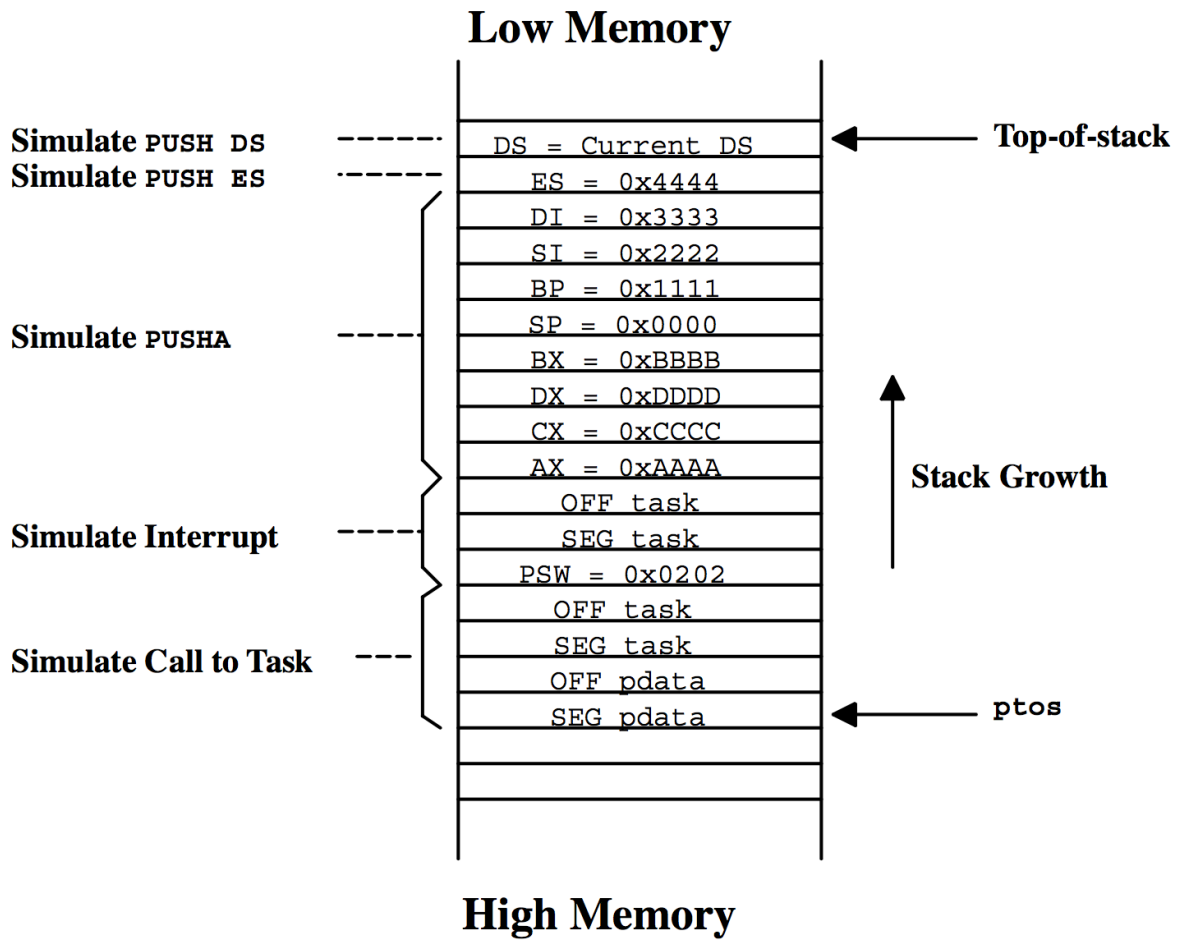 Low Memory
Simulate PUSH DS
DS = Current DS
Top-of-stack
Simulate PUSH ES
ES = 0x4444
DI = 0x3333
SI = 0x2222
BP = 0x1111
Simulate PUSHA
SP = 0x0000
BX = 0xBBBB
DX = 0xDDDD
CX = 0xCCCC
AX = 0xAAAA
Stack Growth
OFF task
Simulate Interrupt
SEG task
PSW = 0x0202
OFF task
Simulate Call to Task
SEG task
OFF pdata
SEG pdata
ptos
High Memory